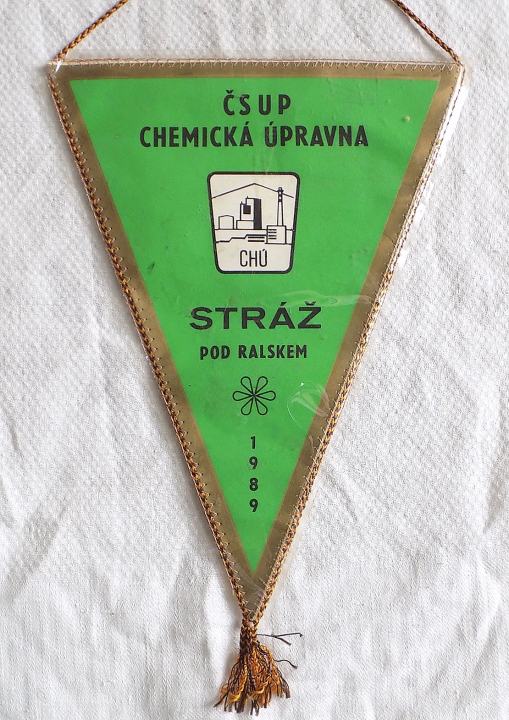 ČSUP
CHEMICKÁ ÚPRAVNA
CHÚ
STRÁŽ
POD RALSKEM
1
9
8
9